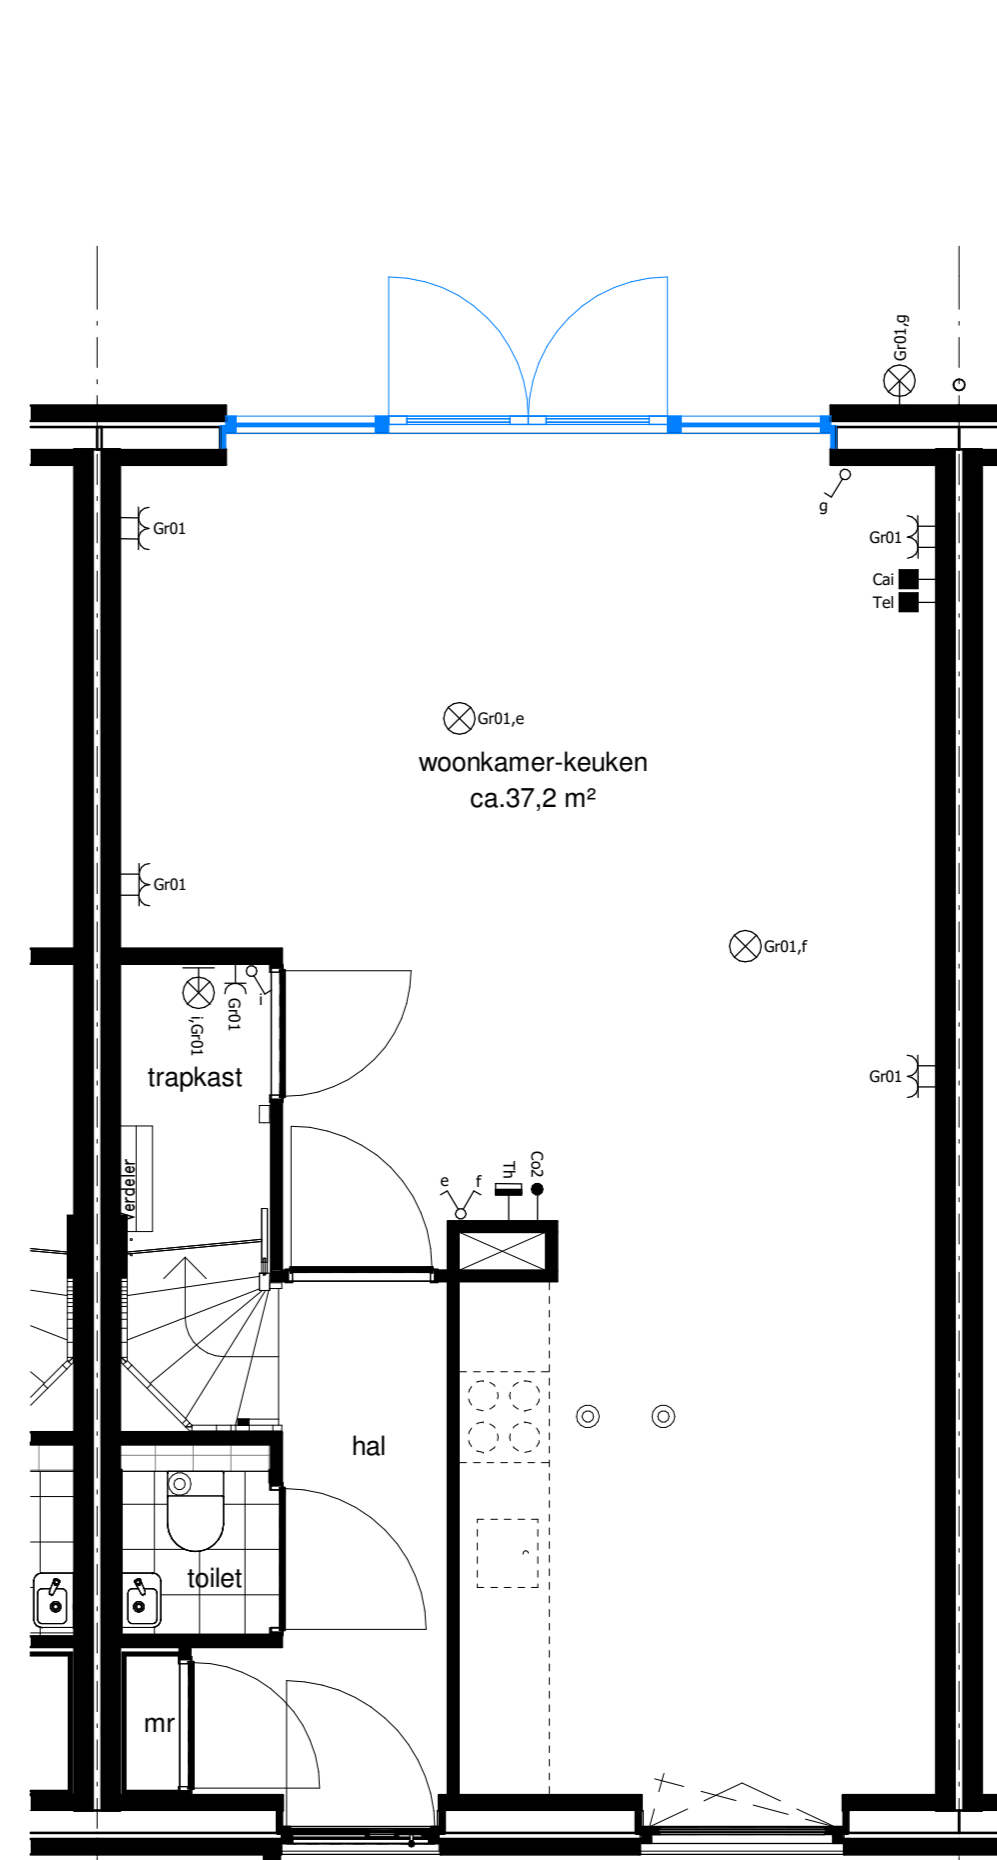 Gr01,g
g
Gr01
Gr01
Cai
Tel
Gr01,e
woonkamer-keuken
ca.37,2 m²
Gr01
Gr01,f
i
Gr01
i,Gr01
trapkast
Gr01
Verdeler
e
f
Th
Co2
hal
toilet
mr